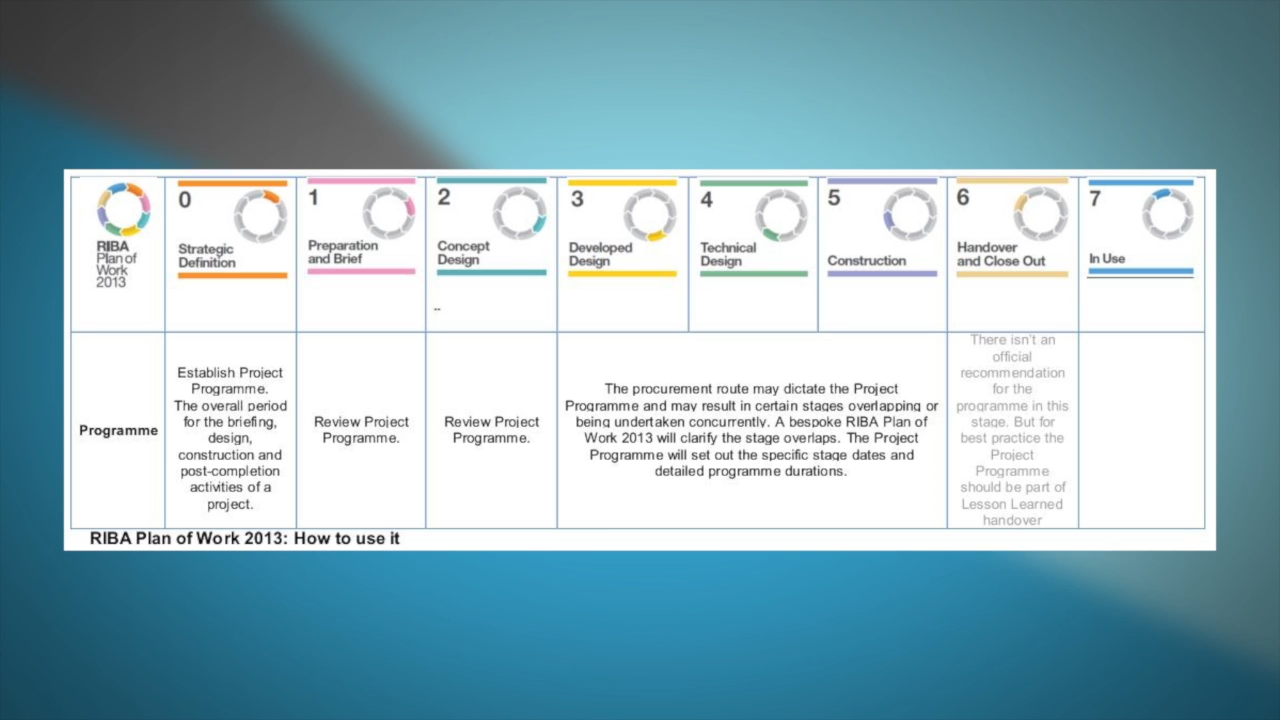 RIBA
Plan of
Work
2013
0
Strategic
Definition
1
Preparation
and Brief
2
Concept
Design
--
3
Developed
Design
4
Technical
Design
5
Construction
6
Handover
and Close Out
7
In Use
Programme
Establish Project
Programme.
The overall period
for the briefing,
design,
construction and
post-completion
activities of a
project.
Review Project
Programme.
Review Project
Programme.
The procurement route may dictate the Project
Programme and may result in certain stages overlapping or
being undertaken concurrently. A bespoke RIBA Plan of
Work 2013 will clarify the stage overlaps. The Project
Programme will set out the specific stage dates and
detailed programme durations.
There isn't an
official
recommendation
for the
programme in this
stage. But for
best practice the
Project
Programme
should be part of
Lesson Learned
handover
RIBA Plan of Work 2013: How to use it